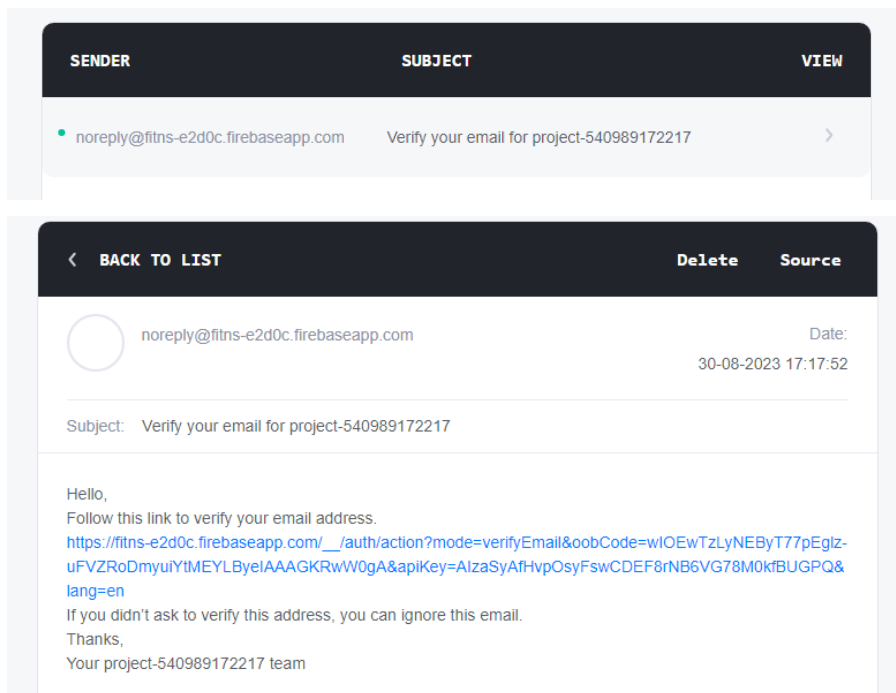 SENDER SUBJECT VIEW
noreply@fitns-e2d0c.firebaseapp.com Verify your email for project-540989172217
BACK TO LIST Delete Source
noreply@fitns-e2d0c.firebaseapp.com Date:
30-08-2023 17:17:52
Subject: Verify your email for project-540989172217
Hello,
Follow this link to verify your email address.
https://fitns-e2d0c.firebaseapp.com/__/auth/action?mode=verifyEmail&oobCode=wIOEwTzLyNEByT77pEglz-
uFVZRoDmyuiYtMEYLByeIAAAGKRwW0gA&apiKey=AIzaSyAfHvpOsyFswCDEF8rNB6VG78M0kfBUGPQ&
lang=en
If you didn't ask to verify this address, you can ignore this email.
Thanks,
Your project-540989172217 team